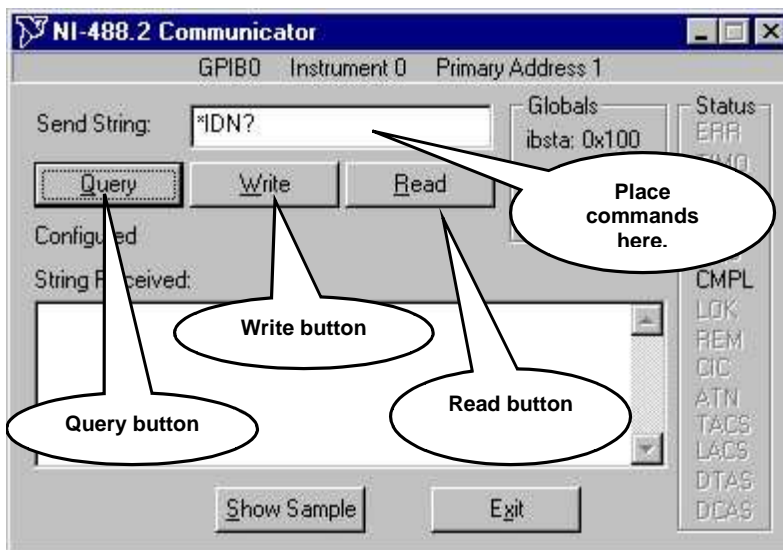 NI-488.2 Communicator
GPIB0 Instrument 0 Primary Address 1
Send String:
*IDN?
Globals
ibsta: 0x100
Status
ERR
Query
Write
Read
Place
commands
here.
Configured
String Received:
CMPL
LOK
REM
CIC
ATN
TACS
LACS
DTAS
DCAS
Write button
Query button
Read button
Show Sample
Exit